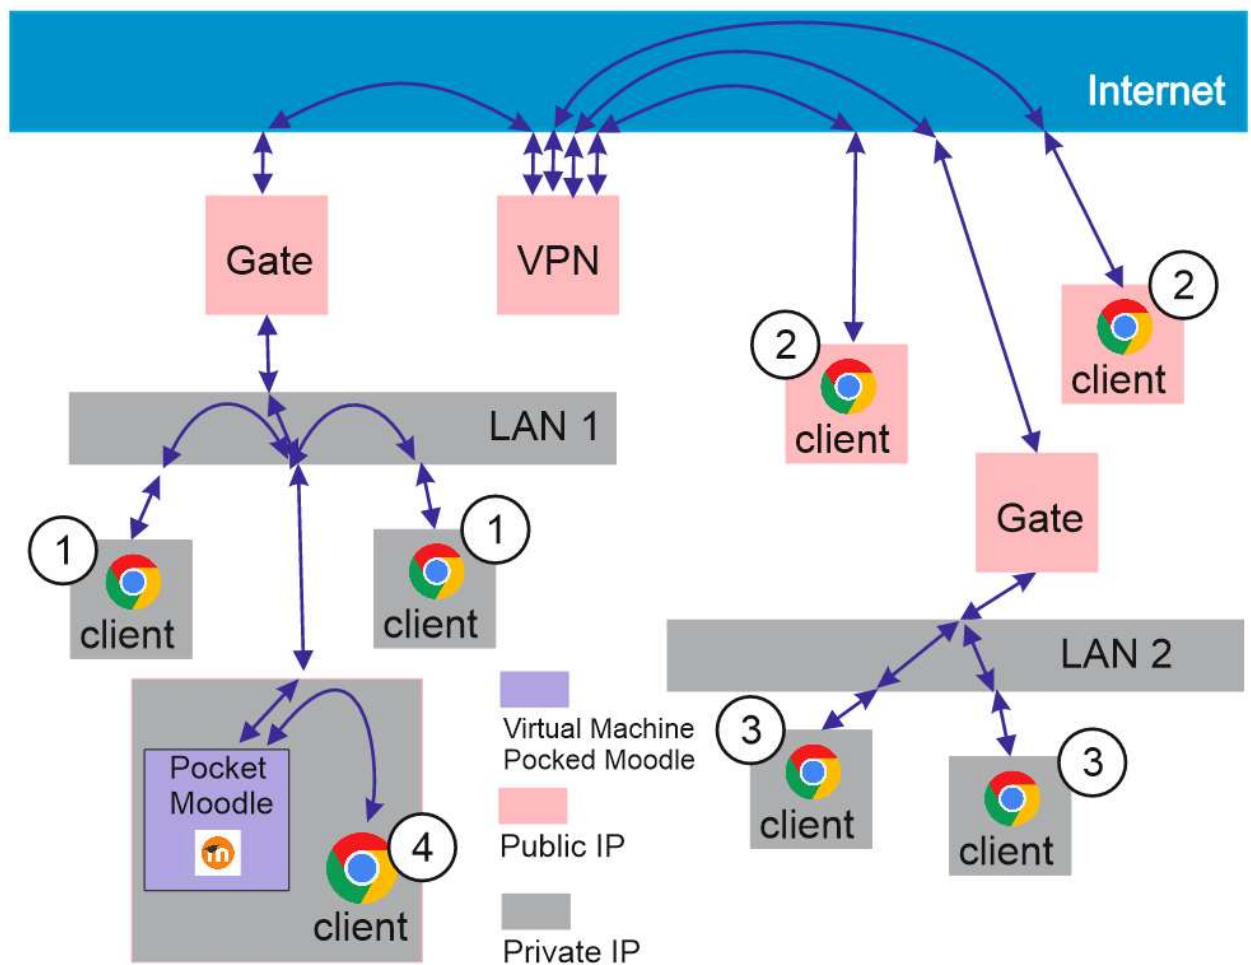 Internet
Gate
VPN
2
client
2
client
LAN 1
1
client
1
client
Gate
LAN 2
3
client
3
client
Pocket
Moodle
m
4
client
Virtual Machine
Pocked Moodle
Public IP
Private IP